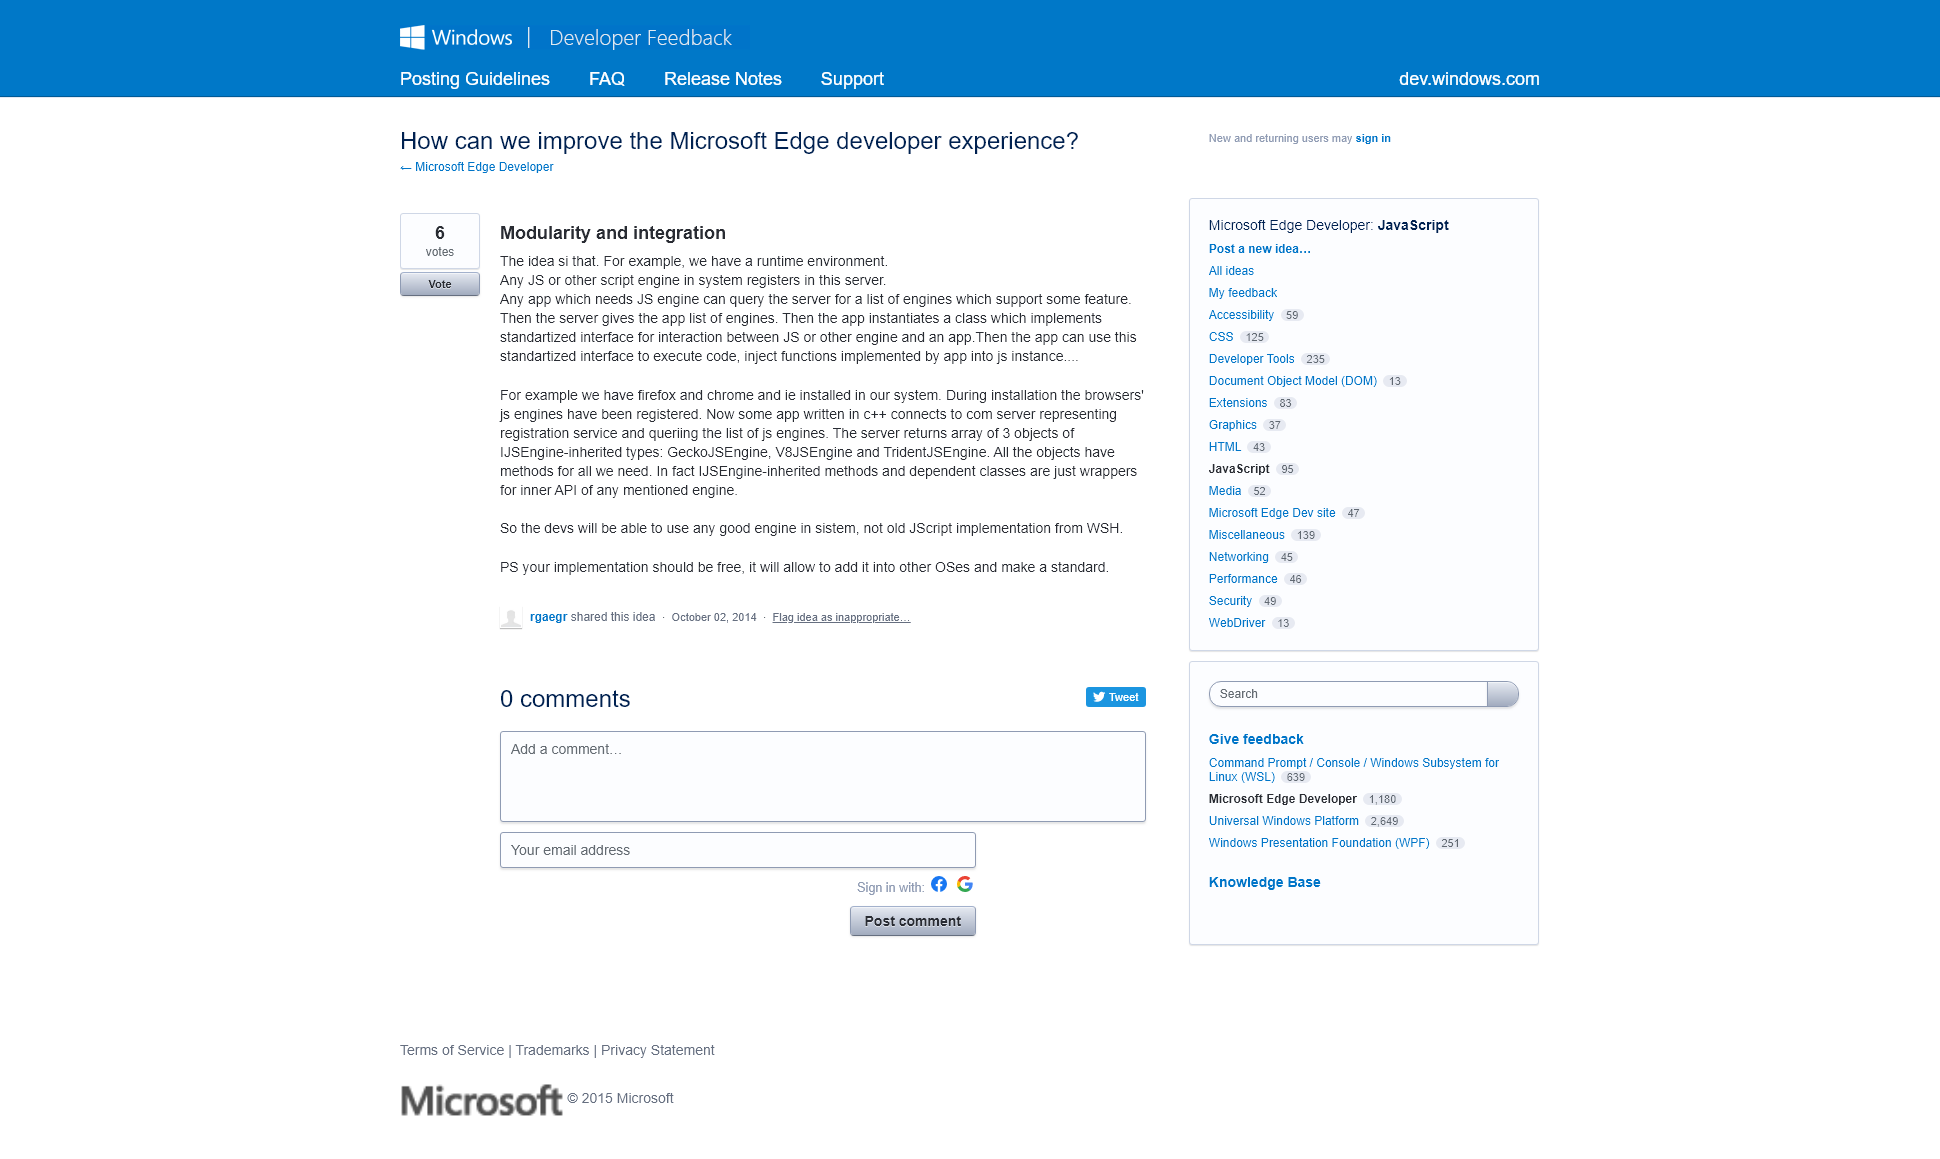 Windows | Developer Feedback
Posting Guidelines FAQ Release Notes Support dev.windows.com
How can we improve the Microsoft Edge developer experience?
← Microsoft Edge Developer
New and returning users may sign in
6
votes
Vote
Modularity and integration
The idea si that. For example, we have a runtime environment.
Any JS or other script engine in system registers in this server.
Any app which needs JS engine can query the server for a list of engines which support some feature.
Then the server gives the app list of engines. Then the app instantiates a class which implements
standartized interface for interaction between JS or other engine and an app.Then the app can use this
standartized interface to execute code, inject functions implemented by app into js instance....
For example we have firefox and chrome and ie installed in our system. During installation the browsers'
js engines have been registered. Now some app written in c++ connects to com server representing
registration service and queriing the list of js engines. The server returns array of 3 objects of
IJSEngine-inherited types: GeckoJSEngine, V8JSEngine and TridentJSEngine. All the objects have
methods for all we need. In fact IJSEngine-inherited methods and dependent classes are just wrappers
for inner API of any mentioned engine.
So the devs will be able to use any good engine in sistem, not old JScript implementation from WSH.
PS your implementation should be free, it will allow to add it into other OSes and make a standard.
rgaegr shared this idea · October 02, 2014 · Flag idea as inappropriate…
0 comments
Tweet
Add a comment…
Your email address
Sign in with:
Post comment
Microsoft Edge Developer: JavaScript
Post a new idea…
All ideas
My feedback
Accessibility 59
CSS 125
Developer Tools 235
Document Object Model (DOM) 13
Extensions 83
Graphics 37
HTML 43
JavaScript 95
Media 52
Microsoft Edge Dev site 47
Miscellaneous 139
Networking 45
Performance 46
Security 49
WebDriver 13
Search
Give feedback
Command Prompt / Console / Windows Subsystem for
Linux (WSL) 639
Microsoft Edge Developer 1,180
Universal Windows Platform 2,649
Windows Presentation Foundation (WPF) 251
Knowledge Base
Terms of Service | Trademarks | Privacy Statement
Microsoft © 2015 Microsoft